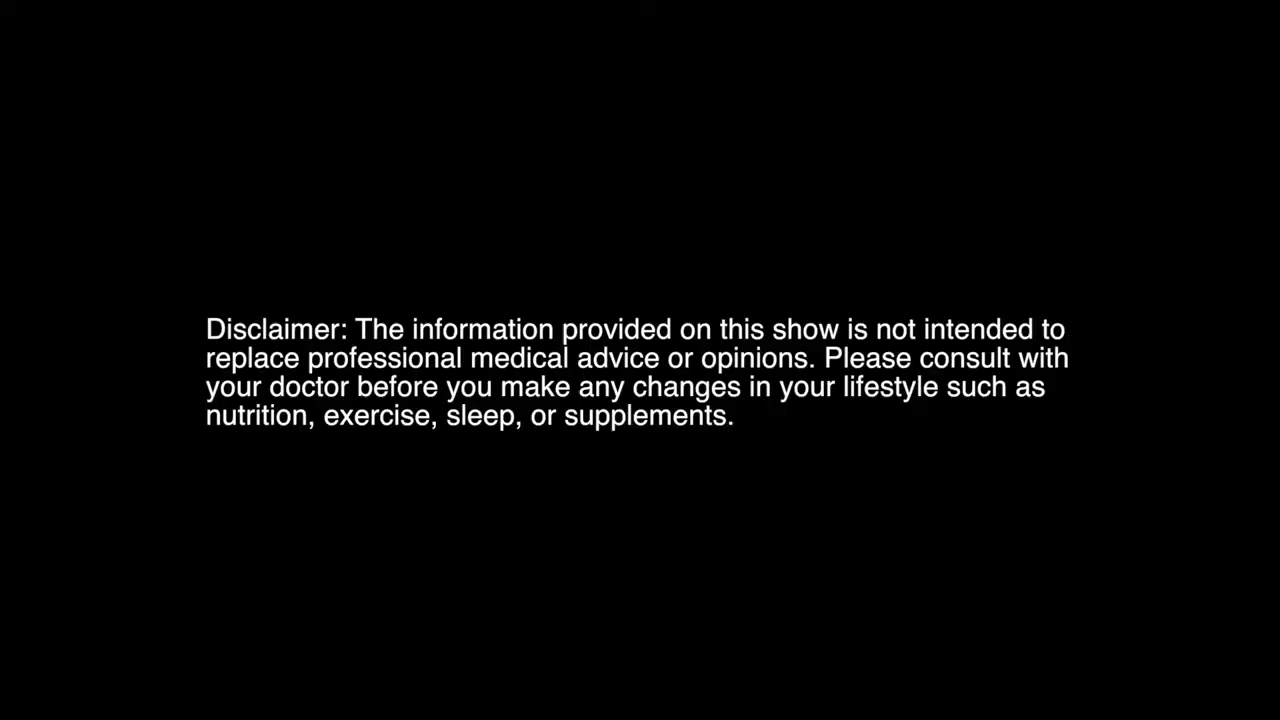 Disclaimer: The information provided on this show is not intended to
replace professional medical advice or opinions. Please consult with
your doctor before you make any changes in your lifestyle such as
nutrition, exercise, sleep, or supplements.